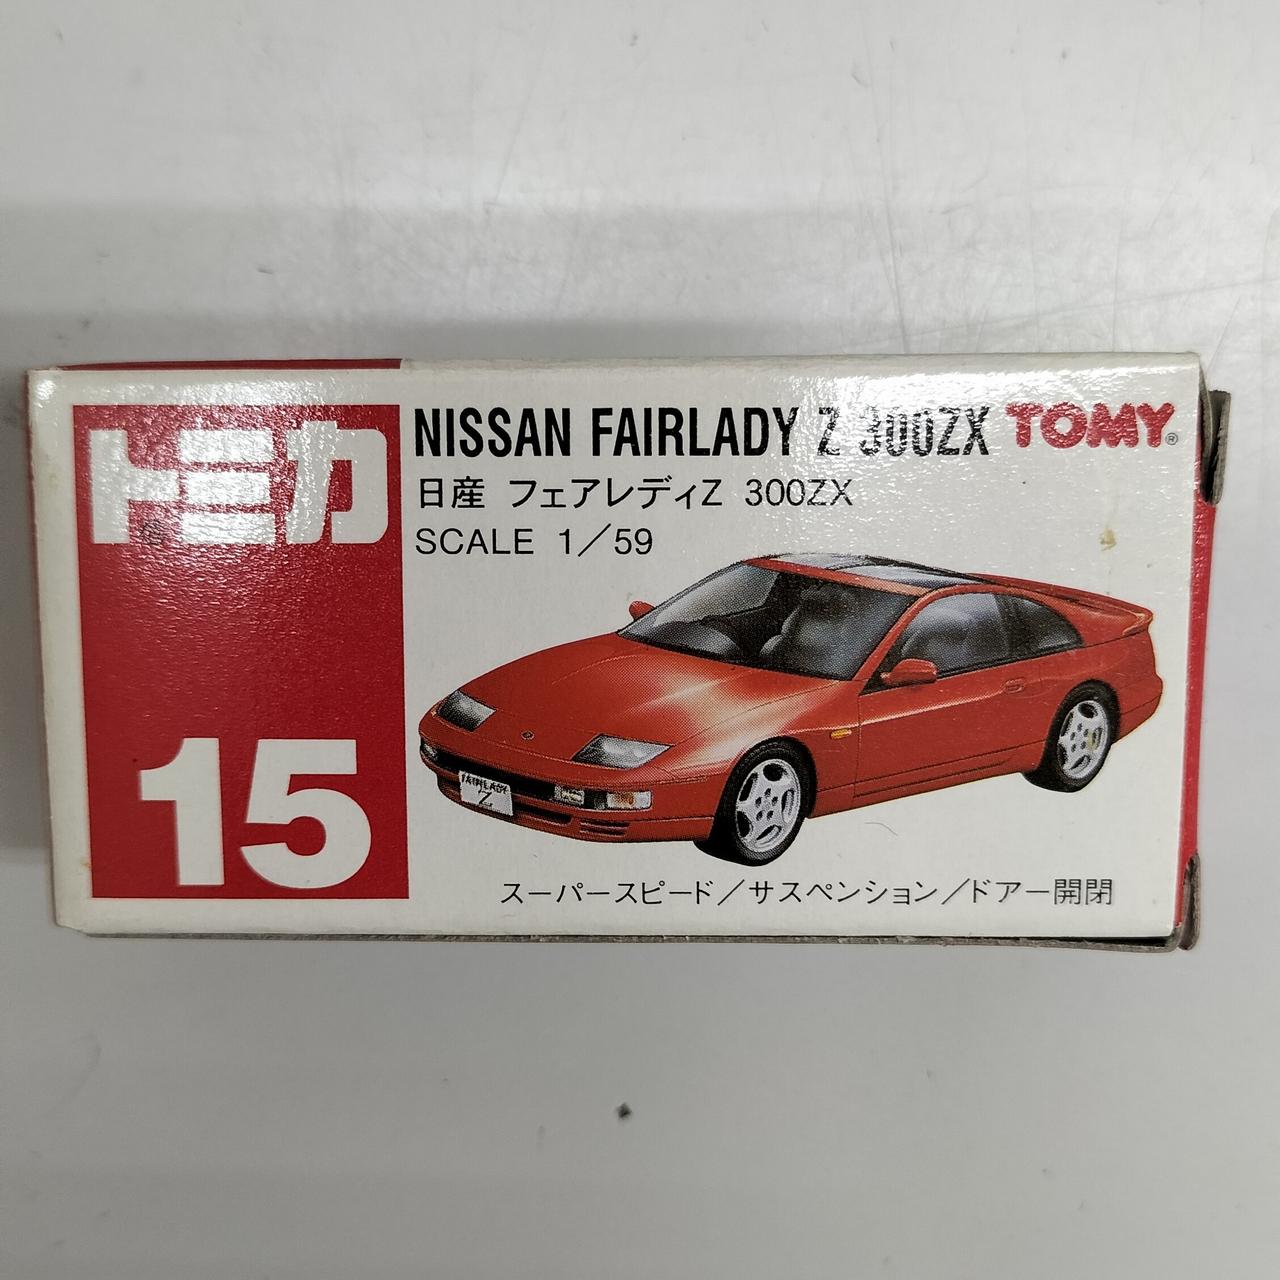 トミカ
NISSAN FAIRLADY Z 300ZX TOMY®
日産 フェアレディZ 300ZX
SCALE 1/59
FAIRLADY
Z
15
スーパースピード/サスペンション/ドアー開閉